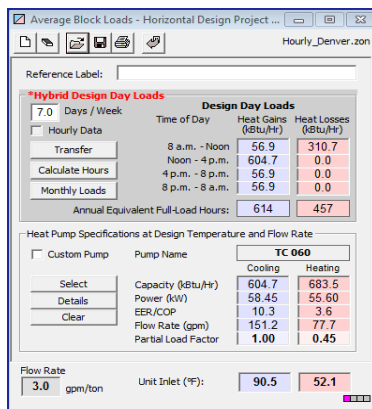 Average Block Loads - Horizontal Design Project ...
Hourly_Denver.zon
Reference Label:
*Hybrid Design Day Loads
7.0 Days / Week
Design Day Loads
Hourly Data
Time of Day Heat Gains (kBtu/Hr) Heat Losses (kBtu/Hr)
Transfer
8 a.m. - Noon 56.9 310.7
Noon - 4 p.m. 604.7 0.0
Calculate Hours
4 p.m. - 8 p.m. 56.9 0.0
Monthly Loads
8 p.m. - 8 a.m. 56.9 0.0
Annual Equivalent Full-Load Hours: 614 457
Heat Pump Specifications at Design Temperature and Flow Rate
Custom Pump Pump Name TC 060
Cooling Heating
Select
Capacity (kBtu/Hr) 604.7 683.5
Details
Power (kW) 58.45 55.60
Clear
EER/COP 10.3 3.6
Flow Rate (gpm) 151.2 77.7
Partial Load Factor 1.00 0.45
Flow Rate
3.0 gpm/ton Unit Inlet (ºF): 90.5 52.1